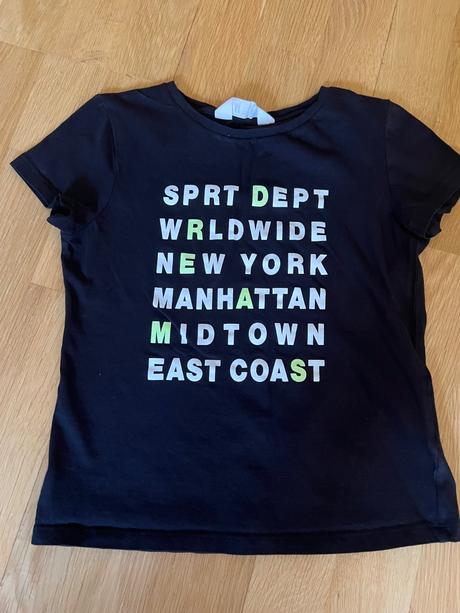 SPRT DEPT
WRLDWIDE
NEW YORK
MANHATTAN
MIDTOWN
EAST COAST